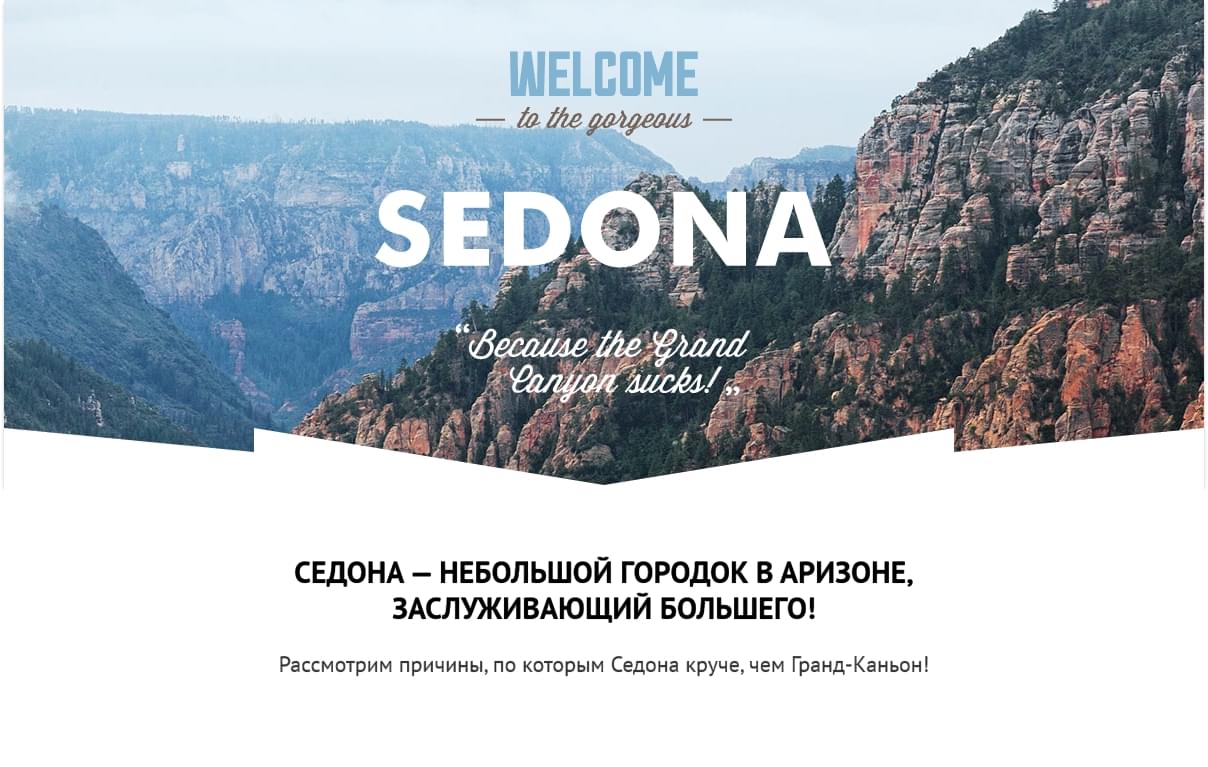 WELCOME
— to the gorgeous —
SEDONA
“Because the Grand
Canyon sucks!„
СЕДОНА — НЕБОЛЬШОЙ ГОРОДОК В АРИЗОНЕ,
ЗАСЛУЖИВАЮЩИЙ БОЛЬШЕГО!
Рассмотрим причины, по которым Седона круче, чем Гранд-Каньон!